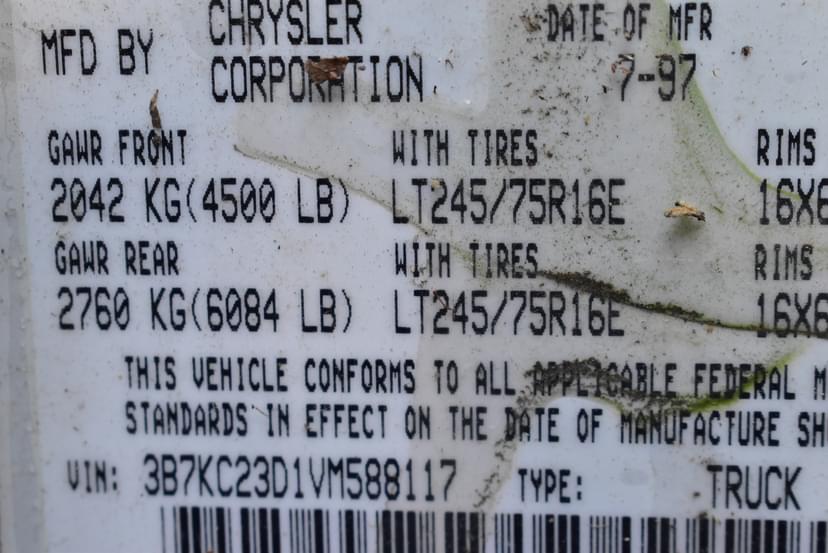 MFD BY CHRYSLER CORPORATION DATE OF MFR 7-97
GAWR FRONT WITH TIRES RIMS
2042 KG(4500 LB) LT245/75R16E 16X6
GAWR REAR WITH TIRES RIMS
2760 KG(6084 LB) LT245/75R16E 16X6
THIS VEHICLE CONFORMS TO ALL APPLICABLE FEDERAL M
STANDARDS IN EFFECT ON THE DATE OF MANUFACTURE SH
VIN: 3B7KC23D1VM588117 TYPE: TRUCK